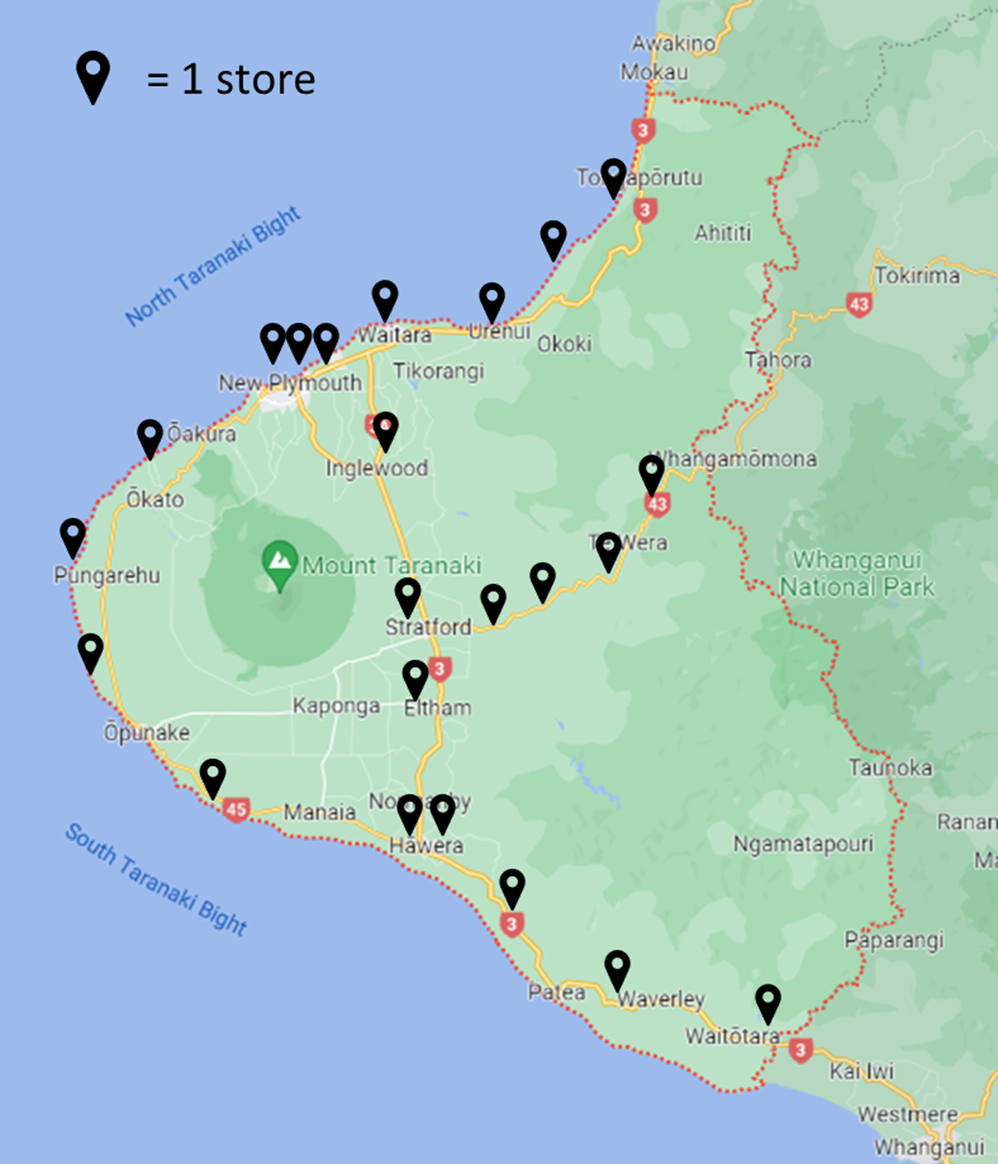 = 1 store
Awakino
Mokau
3
3
Ahititi
Tokirima
43
North Taranaki Bight
Waitara
Urenui
Okoki
Tahora
New Plymouth
Tikorangi
Ōakura
Inglewood
Whangamōmona
43
Ōkato
Mount Taranaki
Whanganui
National Park
Pungarehu
Stratford
3
Kaponga
Eltham
Ōpunake
Taunoka
45
Manaia
Hāwera
Ngamatapouri
South Taranaki Bight
3
Paparangi
Patea
Waverley
Waitōtara
3
Kai Iwi
Westmere
Whanganui